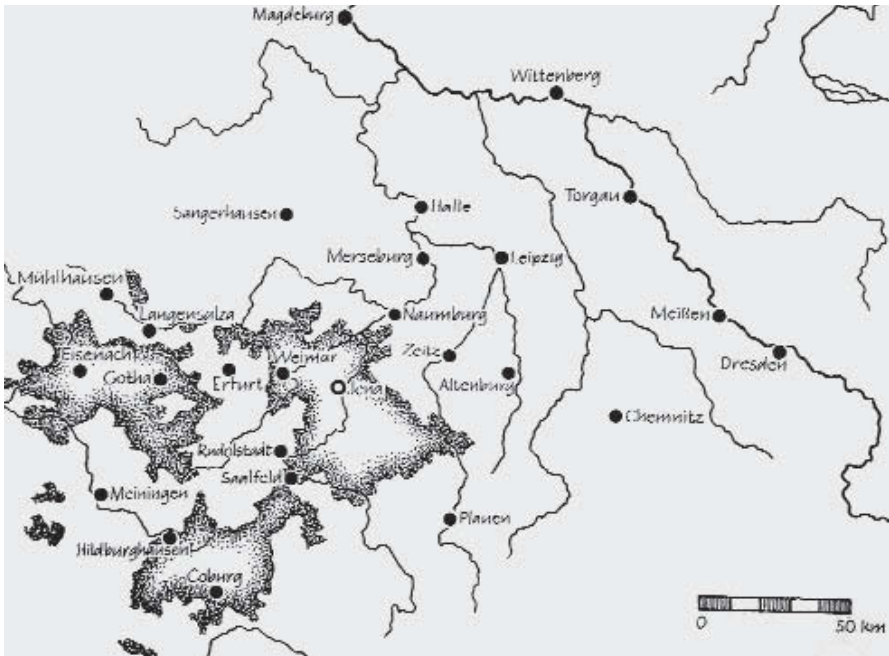 Magdeburg
Wittenberg
Torgau
Halle
Sangerhausen
Merseburg
Leipzig
Mühlhausen
Langensalza
Naumburg
Meißen
Eisenach
Gotha
Erfurt
Weimar
Jena
Zeitz
Altenburg
Dresden
Chemnitz
Rudolstadt
Saalfeld
Meiningen
Plauen
Hildburghausen
Coburg
0 50 km